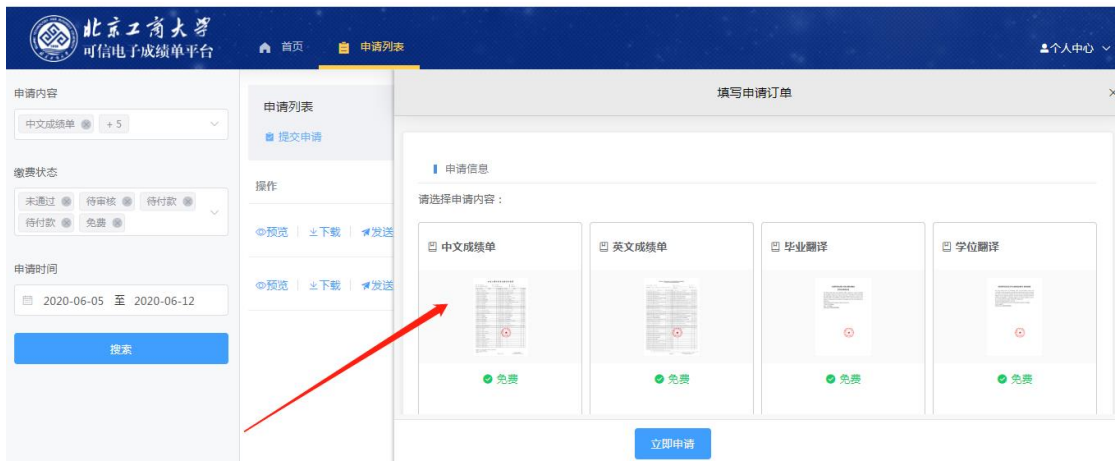 北京工商大学
可信电子成绩单平台
首页
申请列表
个人中心
申请内容
中文成绩单
+ 5
缴费状态
未通过
待审核
待付款
待付款
免费
申请时间
2020-06-05 至 2020-06-12
搜索
申请列表
提交申请
操作
预览 下载 发送
预览 下载 发送
填写申请订单
申请信息
请选择申请内容：
中文成绩单
英文成绩单
毕业翻译
学位翻译
免费
免费
免费
免费
立即申请